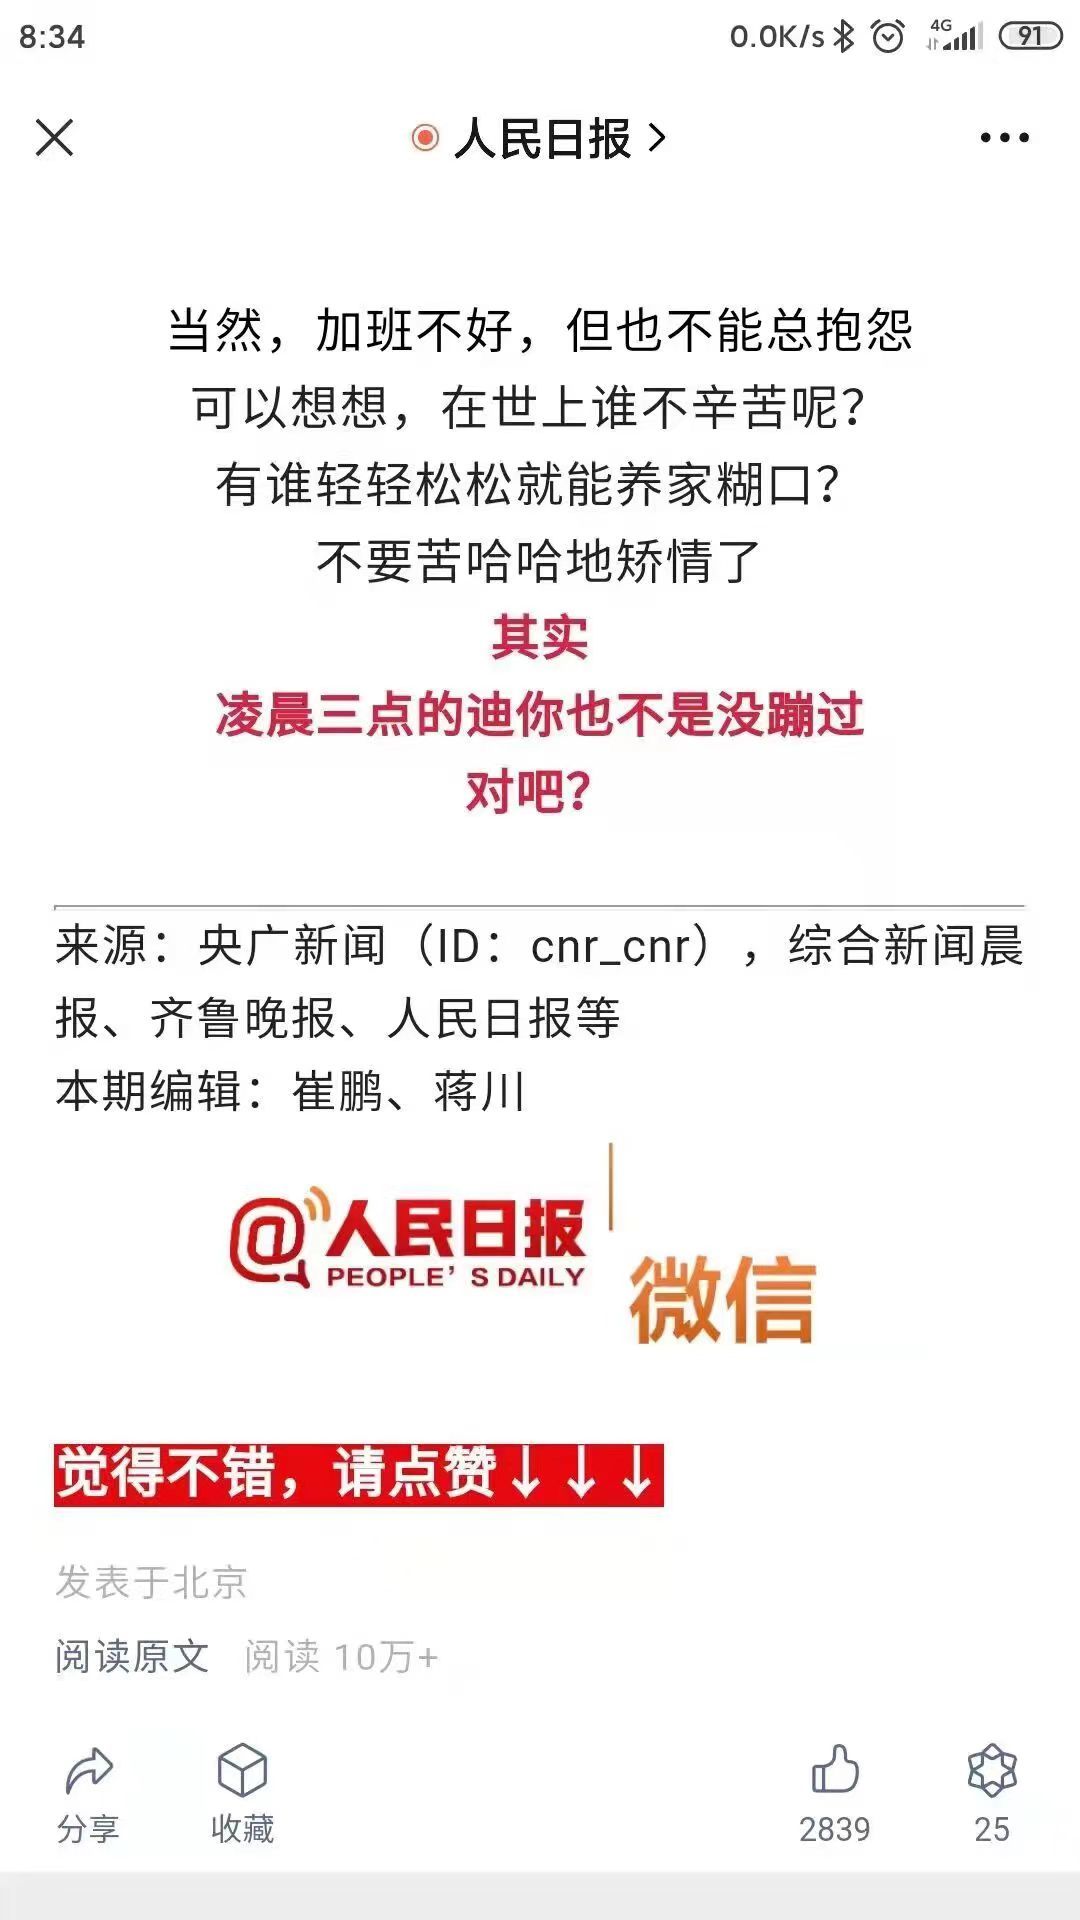 8:34
0.0K/s 4G 91
人民日报
当然，加班不好，但也不能总抱怨
可以想想，在世上谁不辛苦呢？
有谁轻轻松松就能养家糊口？
不要苦哈哈地矫情了
其实
凌晨三点的迪你也不是没蹦过
对吧？
来源：央广新闻（ID：cnr_cnr），综合新闻晨
报、齐鲁晚报、人民日报等
本期编辑：崔鹏、蒋川
@人民日报
PEOPLE’S DAILY
微信
觉得不错，请点赞↓↓↓
发表于北京
阅读原文 阅读 10万+
分享 收藏 2839 25